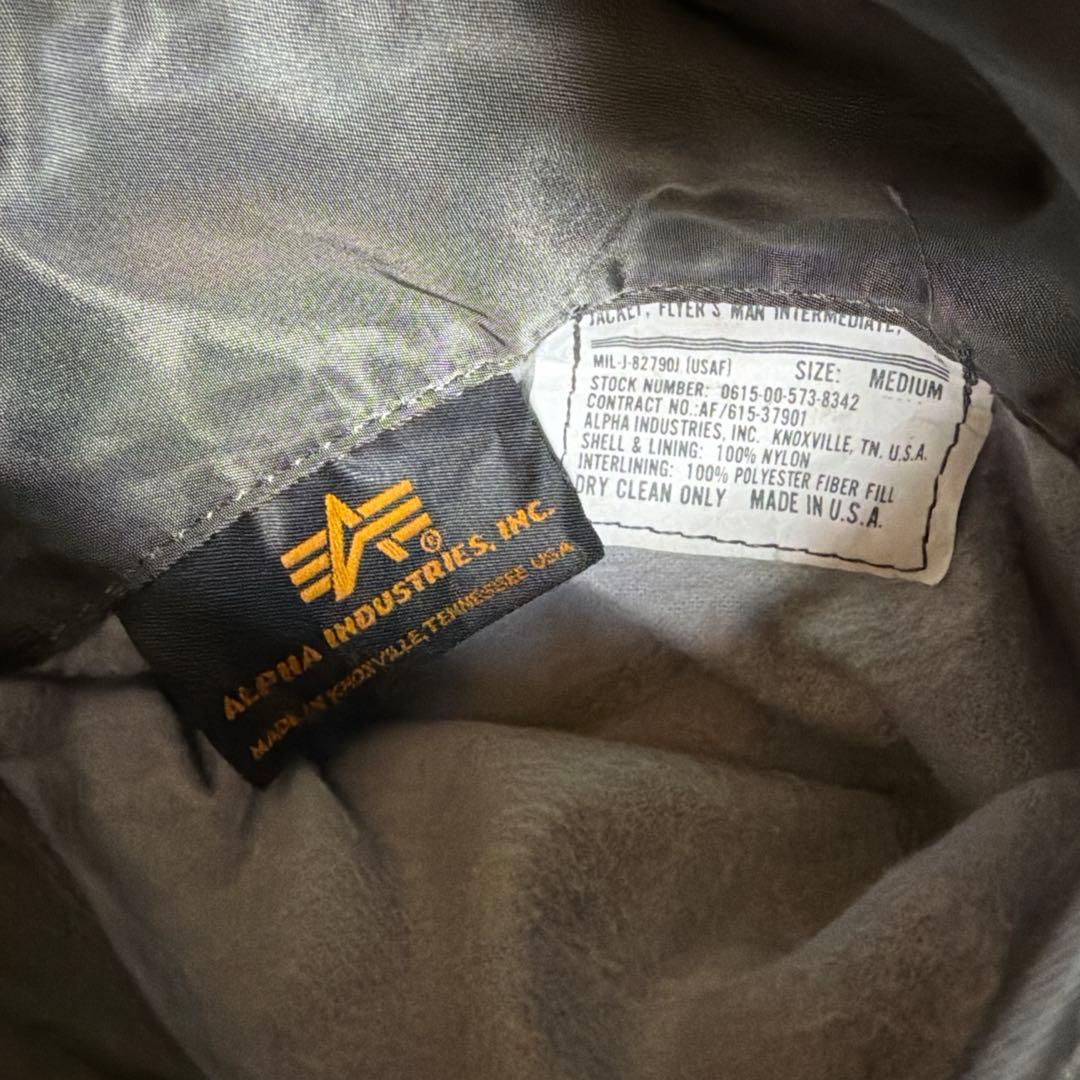 ALPHA INDUSTRIES, INC.
MADE IN KNOXVILLE, TENNESSEE USA
JACKET, FLYER'S MAN INTERMEDIATE,
MIL-J-82790J (USAF) SIZE: MEDIUM
STOCK NUMBER: 0615-00-573-8342
CONTRACT NO.:AF/615-37901
ALPHA INDUSTRIES, INC. KNOXVILLE, TN. U.S.A.
SHELL & LINING: 100% NYLON
INTERLINING: 100% POLYESTER FIBER FILL
DRY CLEAN ONLY MADE IN U.S.A.